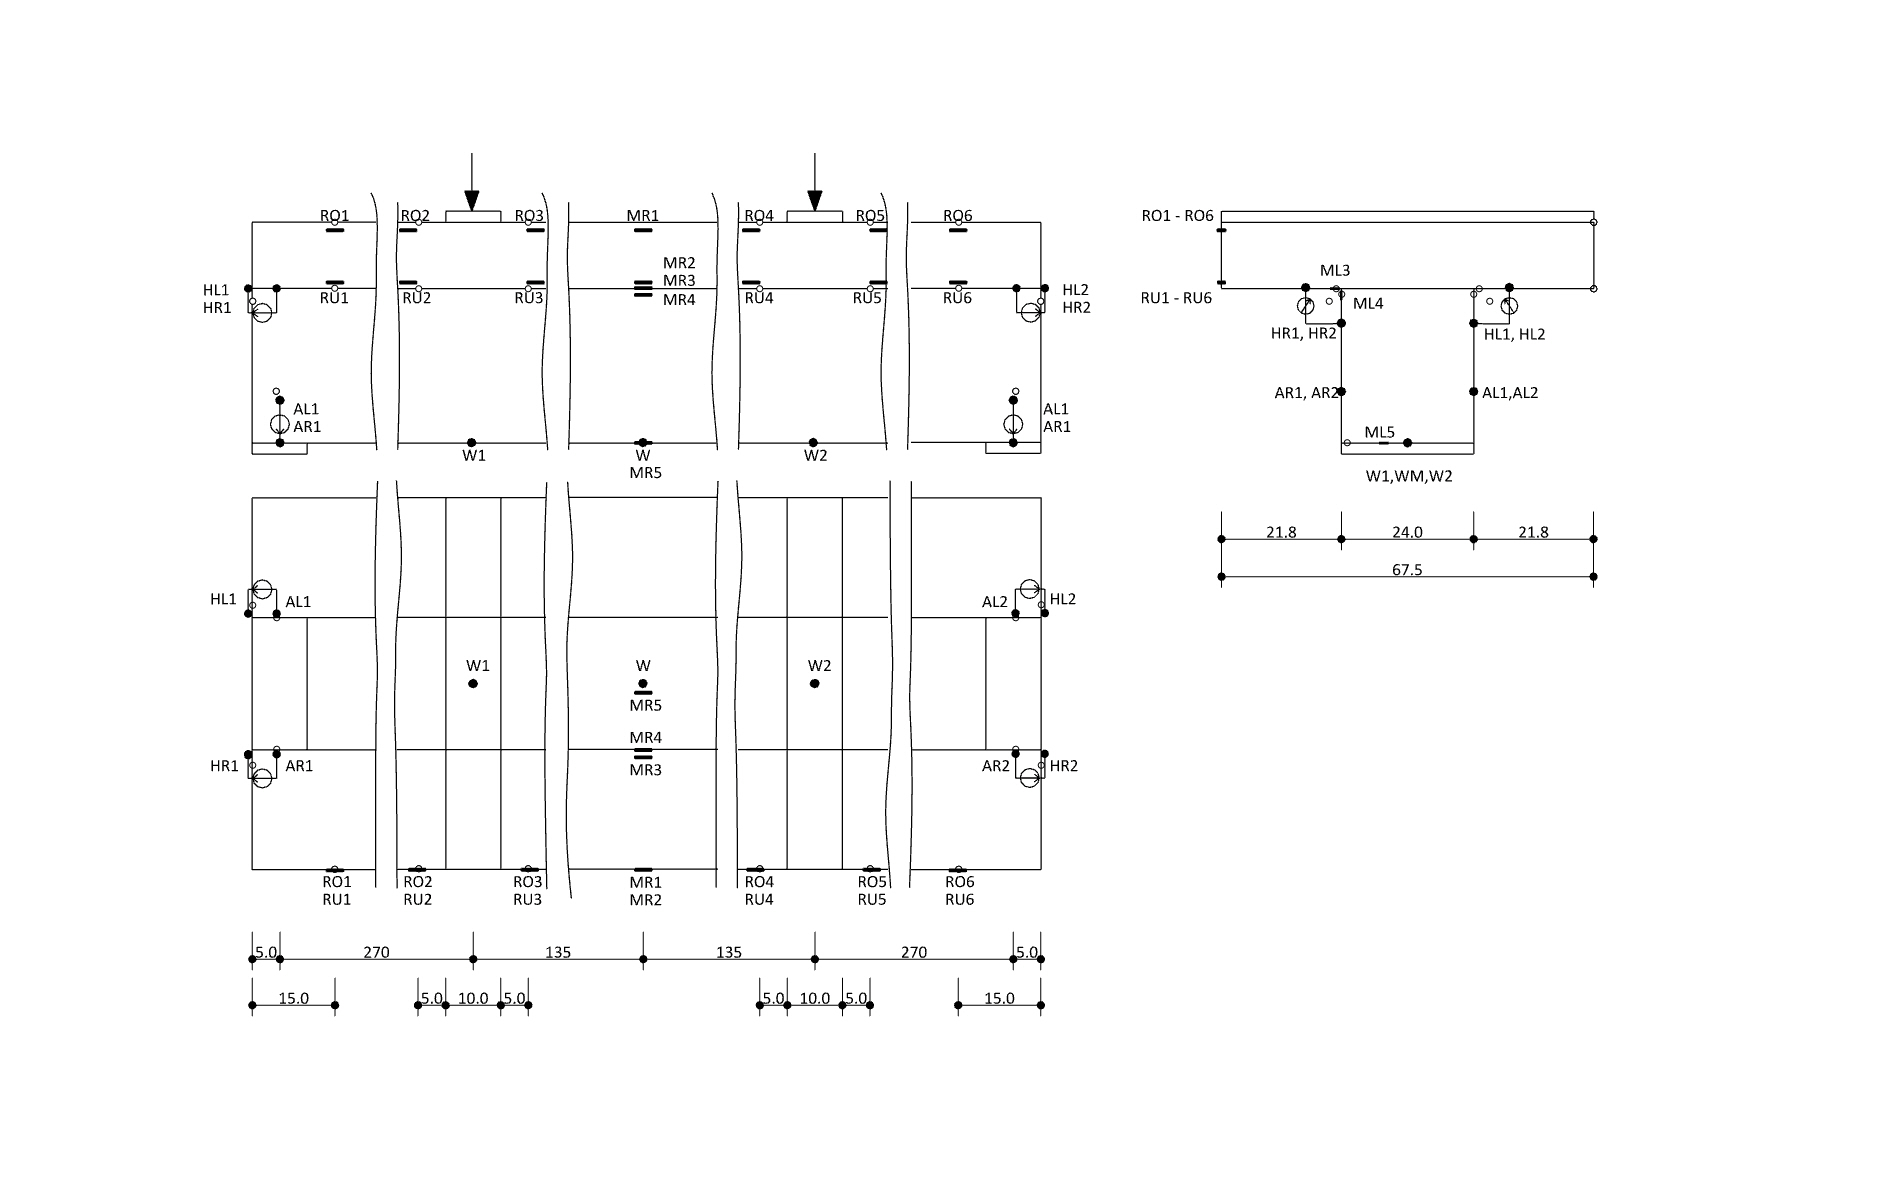 RO1 RO2 RO3 MR1 RO4 RO5 RO6
MR2
MR3
MR4
HL1
HR1
RU1 RU2 RU3 RU4 RU5 RU6
HL2
HR2
AL1
AR1
AL1
AR1
W1 W W2
MR5
HL1 AL1 AL2 HL2
W1 W W2
MR5
MR4
MR3
HR1 AR1 AR2 HR2
RO1 RO2 RO3 MR1 RO4 RO5 RO6
RU1 RU2 RU3 MR2 RU4 RU5 RU6
5.0 270 135 135 270 5.0
15.0 5.0 10.0 5.0 5.0 10.0 5.0 15.0
RO1 - RO6
ML3
RU1 - RU6
ML4
HR1, HR2 HL1, HL2
AR1, AR2 AL1,AL2
ML5
W1,WM,W2
21.8 24.0 21.8
67.5